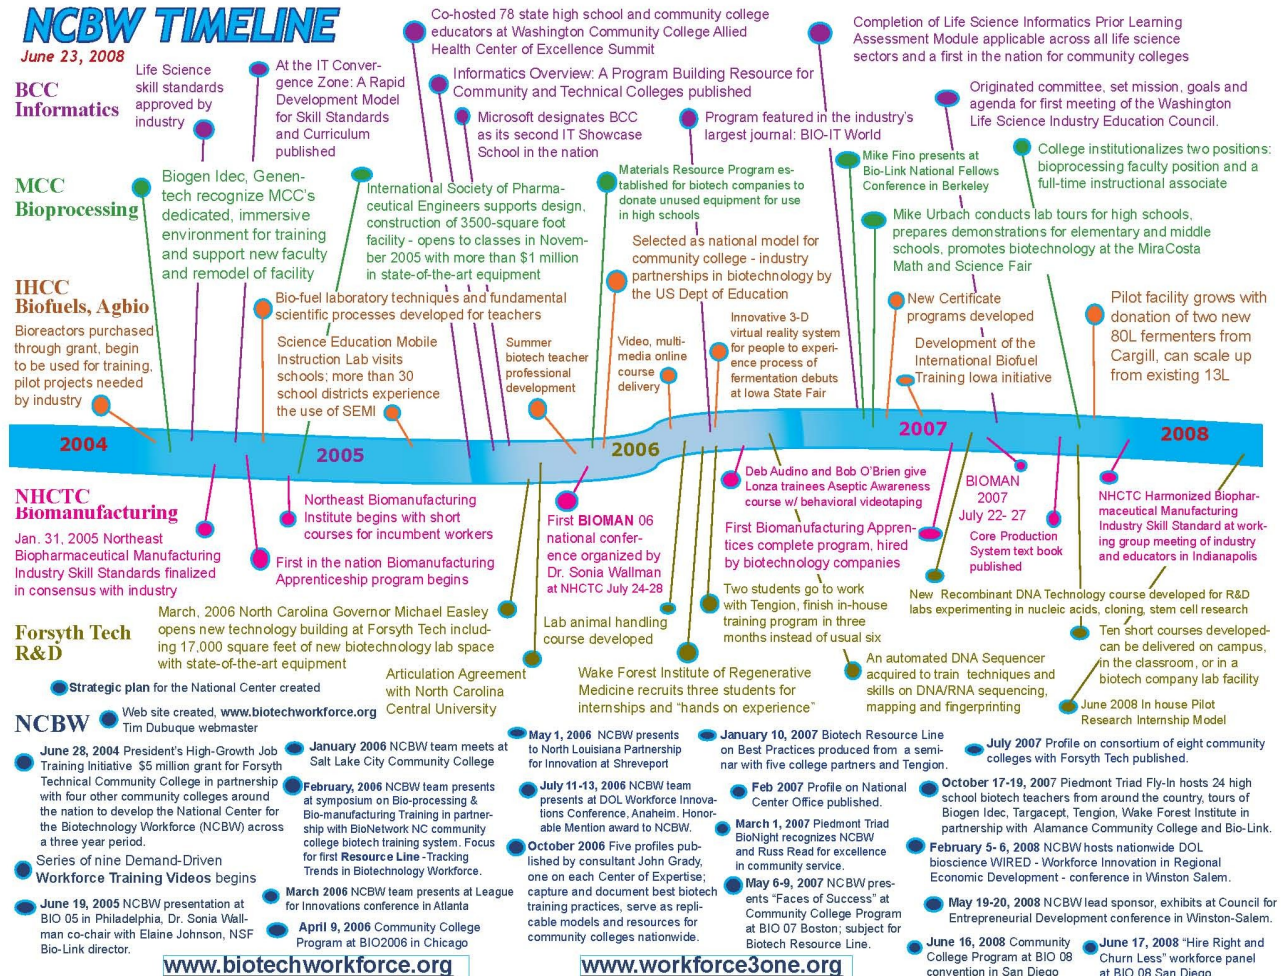 NCBW TIMELINE
June 23, 2008
BCC
Informatics
Life Science
skill standards
approved by
industry
At the IT Conver-
gence Zone: A Rapid
Development Model
for Skill Standards
and Curriculum
published
Co-hosted 78 state high school and community college
educators at Washington Community College Allied
Health Center of Excellence Summit
Informatics Overview: A Program Building Resource for
Community and Technical Colleges published
Microsoft designates BCC
as its second IT Showcase
School in the nation
Program featured in the industry's
largest journal: BIO-IT World
Completion of Life Science Informatics Prior Learning
Assessment Module applicable across all life science
sectors and a first in the nation for community colleges
Originated committee, set mission, goals and
agenda for first meeting of the Washington
Life Science Industry Education Council.
MCC
Bioprocessing
Biogen Idec, Genen-
tech recognize MCC's
dedicated, immersive
environment for training
and support new faculty
and remodel of facility
International Society of Pharma-
ceutical Engineers supports design,
construction of 3500-square foot
facility - opens to classes in Novem-
ber 2005 with more than $1 million
in state-of-the-art equipment
Materials Resource Program es-
tablished for biotech companies to
donate unused equipment for use
in high schools
Mike Fino presents at
Bio-Link National Fellows
Conference in Berkeley
College institutionalizes two positions:
bioprocessing faculty position and a
full-time instructional associate
Mike Urbach conducts lab tours for high schools,
prepares demonstrations for elementary and middle
schools, promotes biotechnology at the MiraCosta
Math and Science Fair
IHCC
Biofuels, Agbio
Bioreactors purchased
through grant, begin
to be used for training,
pilot projects needed
by industry
Bio-fuel laboratory techniques and fundamental
scientific processes developed for teachers
Science Education Mobile
Instruction Lab visits
schools; more than 30
school districts experience
the use of SEMI
Summer
biotech teacher
professional
development
Selected as national model for
community college - industry
partnerships in biotechnology by
the US Dept of Education
Video, multi-
media online
course
delivery
Innovative 3-D
virtual reality system
for people to experi-
ence process of
fermentation debuts
at Iowa State Fair
New Certificate
programs developed
Development of the
International Biofuel
Training Iowa initiative
Pilot facility grows with
donation of two new
80L fermenters from
Cargill, can scale up
from existing 13L
2004
2005
2006
2007
2008
NHCTC
Biomanufacturing
Jan. 31, 2005 Northeast
Biopharmaceutical Manufacturing
Industry Skill Standards finalized
in consensus with industry
Northeast Biomanufacturing
Institute begins with short
courses for incumbent workers
First in the nation Biomanufacturing
Apprenticeship program begins
First BIOMAN 06
national confer-
ence organized by
Dr. Sonia Wallman
at NHCTC July 24-28
Deb Audino and Bob O'Brien give
Lonza trainees Aseptic Awareness
course w/ behavioral videotaping
First Biomanufacturing Appren-
tices complete program, hired
by biotechnology companies
BIOMAN
2007
July 22- 27
Core Production
System text book
published
NHCTC Harmonized Biophar-
maceutical Manufacturing
Industry Skill Standard at work-
ing group meeting of industry
and educators in Indianapolis
Forsyth Tech
R&D
March, 2006 North Carolina Governor Michael Easley
opens new technology building at Forsyth Tech includ-
ing 17,000 square feet of new biotechnology lab space
with state-of-the-art equipment
Articulation Agreement
with North Carolina
Central University
Lab animal handling
course developed
Wake Forest Institute of Regenerative
Medicine recruits three students for
internships and "hands on experience"
Two students go to work
with Tengion, finish in-house
training program in three
months instead of usual six
An automated DNA Sequencer
acquired to train techniques and
skills on DNA/RNA sequencing,
mapping and fingerprinting
New Recombinant DNA Technology course developed for R&D
labs experimenting in nucleic acids, cloning, stem cell research
Ten short courses developed-
can be delivered on campus,
in the classroom, or in a
biotech company lab facility
June 2008 In house Pilot
Research Internship Model
Strategic plan for the National Center created
NCBW
Web site created, www.biotechworkforce.org
Tim Dubuque webmaster
June 28, 2004 President's High-Growth Job
Training Initiative $5 million grant for Forsyth
Technical Community College in partnership
with four other community colleges around
the nation to develop the National Center for
the Biotechnology Workforce (NCBW) across
a three year period.
Series of nine Demand-Driven
Workforce Training Videos begins
June 19, 2005 NCBW presentation at
BIO 05 in Philadelphia, Dr. Sonia Wall-
man co-chair with Elaine Johnson, NSF
Bio-Link director.
January 2006 NCBW team meets at
Salt Lake City Community College
February, 2006 NCBW team presents
at symposium on Bio-processing &
Bio-manufacturing Training in partner-
ship with BioNetwork NC community
college biotech training system. Focus
for first Resource Line -Tracking
Trends in Biotechnology Workforce.
March 2006 NCBW team presents at League
for Innovations conference in Atlanta
April 9, 2006 Community College
Program at BIO2006 in Chicago
May 1, 2006 NCBW presents
to North Louisiana Partnership
for Innovation at Shreveport
July 11-13, 2006 NCBW team
presents at DOL Workforce Innova-
tions Conference, Anaheim. Honor-
able Mention award to NCBW.
October 2006 Five profiles pub-
lished by consultant John Grady,
one on each Center of Expertise;
capture and document best biotech
training practices, serve as repli-
cable models and resources for
community colleges nationwide.
January 10, 2007 Biotech Resource Line
on Best Practices produced from a semi-
nar with five college partners and Tengion.
Feb 2007 Profile on National
Center Office published.
March 1, 2007 Piedmont Triad
BioNight recognizes NCBW
and Russ Read for excellence
in community service.
May 6-9, 2007 NCBW pres-
ents "Faces of Success" at
Community College Program
at BIO 07 Boston; subject for
Biotech Resource Line.
July 2007 Profile on consortium of eight community
colleges with Forsyth Tech published.
October 17-19, 2007 Piedmont Triad Fly-In hosts 24 high
school biotech teachers from around the country, tours of
Biogen Idec, Targacept, Tengion, Wake Forest Institute in
partnership with Alamance Community College and Bio-Link.
February 5- 6, 2008 NCBW hosts nationwide DOL
bioscience WIRED - Workforce Innovation in Regional
Economic Development - conference in Winston Salem.
May 19-20, 2008 NCBW lead sponsor, exhibits at Council for
Entrepreneurial Development conference in Winston-Salem.
June 16, 2008 Community
College Program at BIO 08
convention in San Diego
June 17, 2008 "Hire Right and
Churn Less" workforce panel
at BIO 08 San Diego
www.biotechworkforce.org
www.workforce3one.org